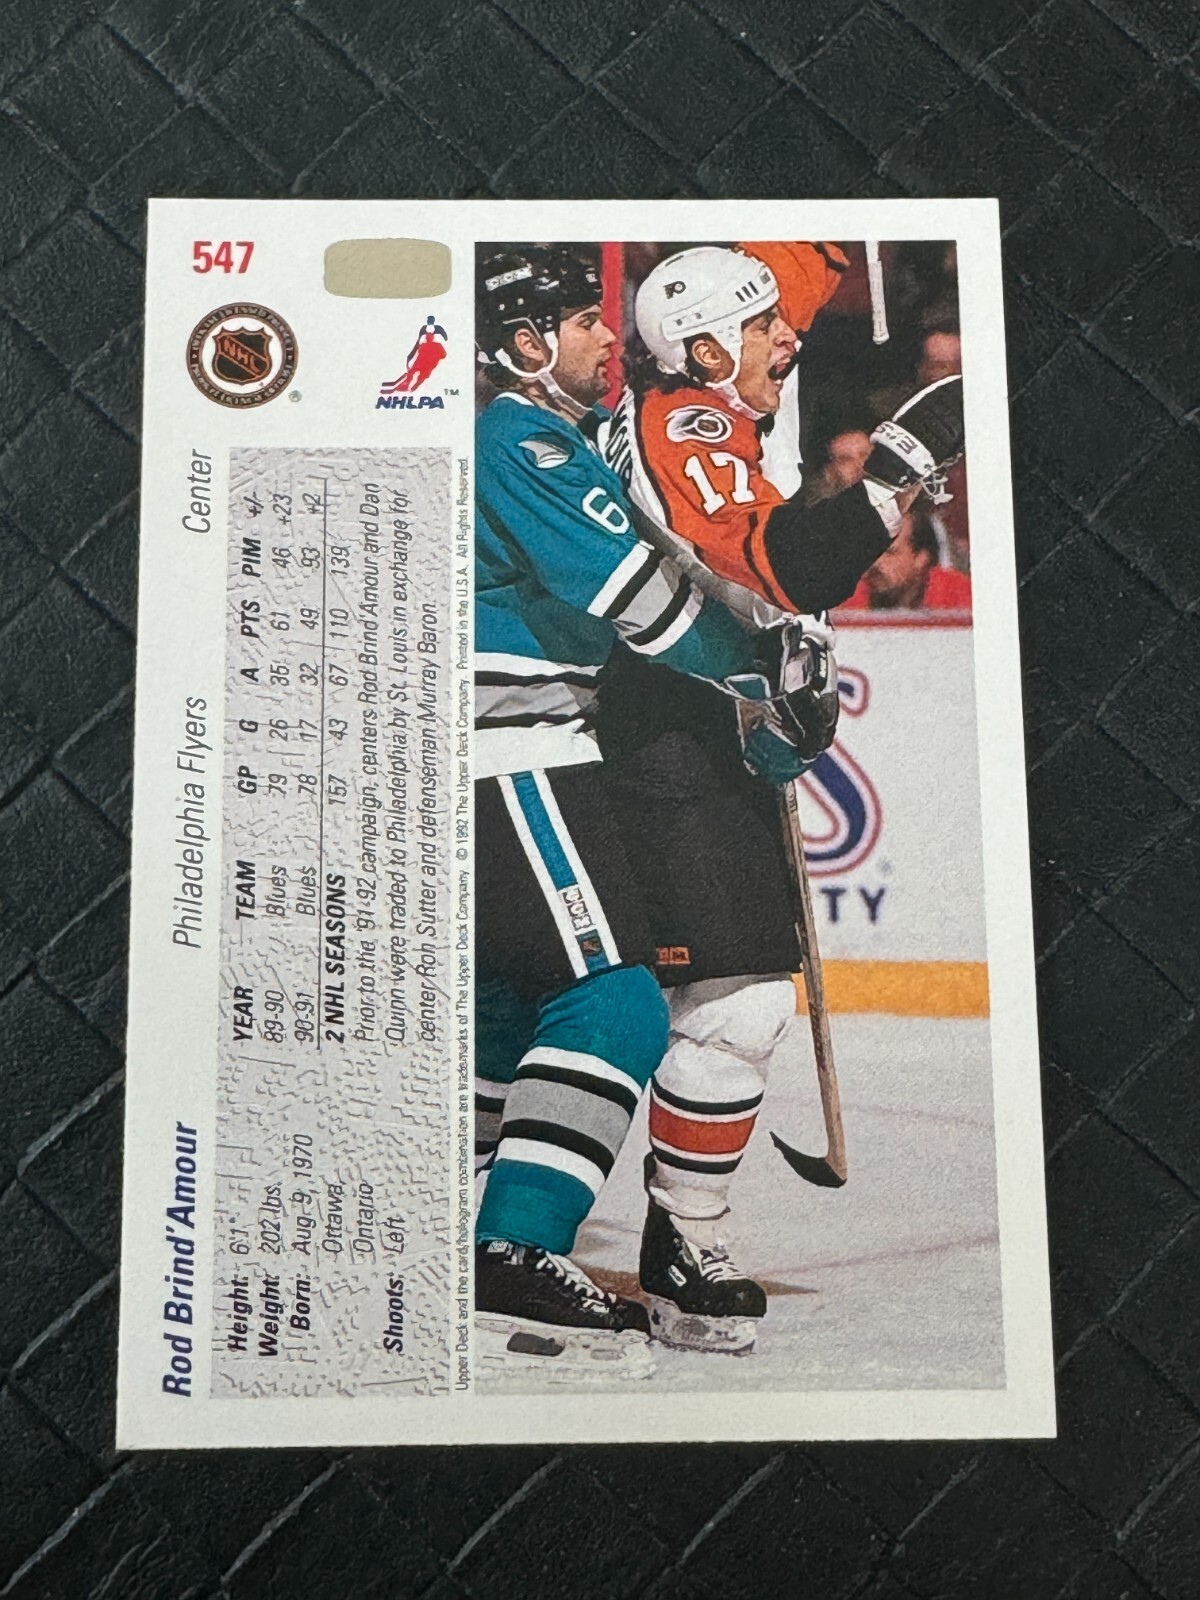 547
NHL
NHLPA™
Rod Brind'Amour Philadelphia Flyers Center
Height: 6'1"
Weight: 202 lbs.
Born: Aug. 9, 1970
Ottawa,
Ontario
Shoots: Left
YEAR TEAM GP G A PTS PIM +/-
89-90 Blues 79 26 35 61 46 +23
90-91 Blues 78 17 32 49 93 +2
2 NHL SEASONS 157 43 67 110 139
Prior to the '91-92 campaign, centers Rod Brind'Amour and Dan
Quinn were traded to Philadelphia by St. Louis in exchange for
center Ron Sutter and defenseman Murray Baron.
Upper Deck and the card/hologram combination are trademarks of The Upper Deck Company. © 1992 The Upper Deck Company. Printed in the U.S.A. All Rights Reserved.
6
17
S
TY